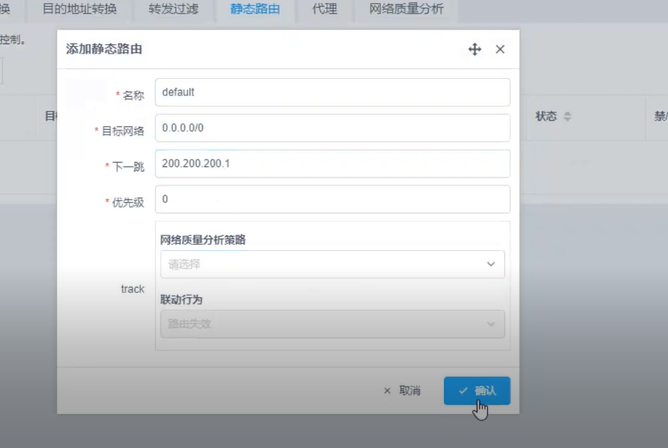 换 目的地址转换 转发过滤 静态路由 代理 网络质量分析
控制。
添加静态路由
* 名称 default
* 目标网络 0.0.0.0/0
* 下一跳 200.200.200.1
* 优先级 0
网络质量分析策略
请选择
track
联动行为
路由失效
× 取消 ✓ 确认
目
状态
禁/